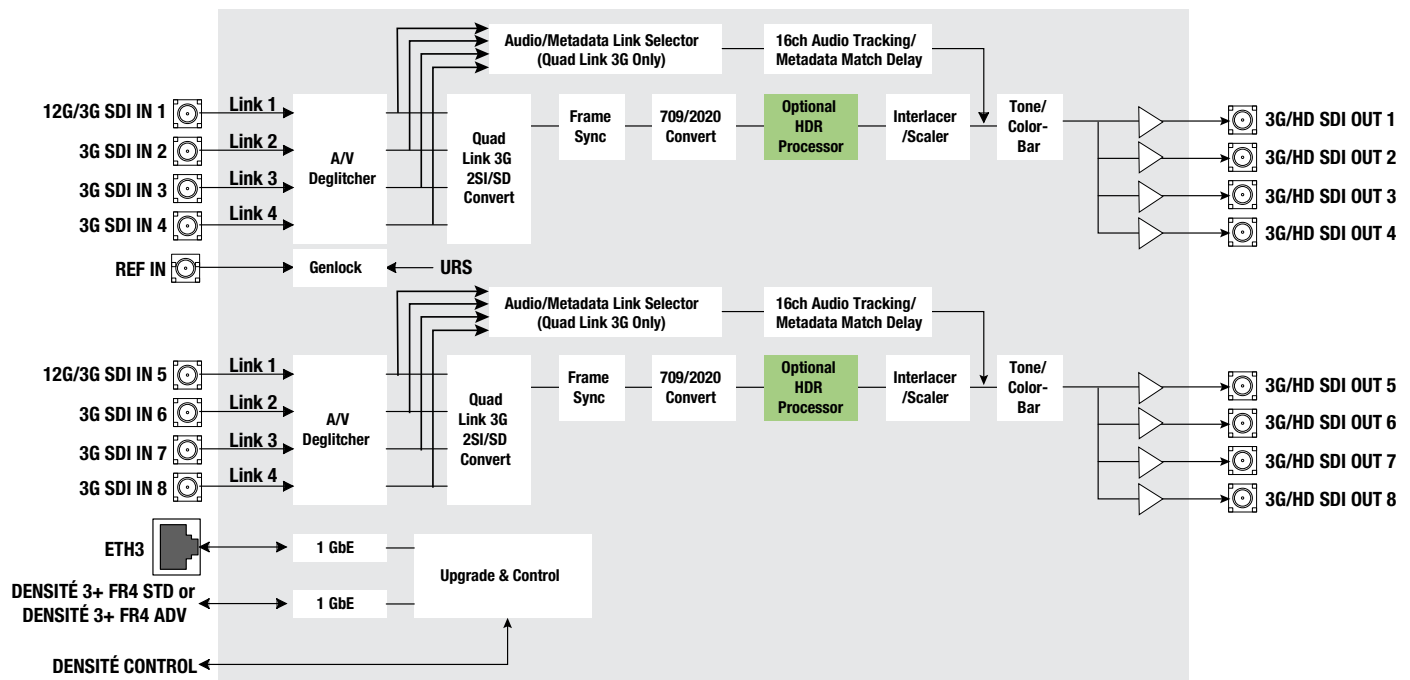 Audio/Metadata Link Selector
(Quad Link 3G Only)
16ch Audio Tracking/
Metadata Match Delay
12G/3G SDI IN 1
3G SDI IN 2
3G SDI IN 3
3G SDI IN 4
REF IN
Link 1
Link 2
Link 3
Link 4
A/V
Deglitcher
Genlock
URS
Quad
Link 3G
2SI/SD
Convert
Frame
Sync
709/2020
Convert
Optional
HDR
Processor
Interlacer
/Scaler
Tone/
Color-
Bar
3G/HD SDI OUT 1
3G/HD SDI OUT 2
3G/HD SDI OUT 3
3G/HD SDI OUT 4
Audio/Metadata Link Selector
(Quad Link 3G Only)
16ch Audio Tracking/
Metadata Match Delay
12G/3G SDI IN 5
3G SDI IN 6
3G SDI IN 7
3G SDI IN 8
Link 1
Link 2
Link 3
Link 4
A/V
Deglitcher
Quad
Link 3G
2SI/SD
Convert
Frame
Sync
709/2020
Convert
Optional
HDR
Processor
Interlacer
/Scaler
Tone/
Color-
Bar
3G/HD SDI OUT 5
3G/HD SDI OUT 6
3G/HD SDI OUT 7
3G/HD SDI OUT 8
ETH3
1 GbE
Upgrade & Control
DENSITÉ 3+ FR4 STD or
DENSITÉ 3+ FR4 ADV
1 GbE
DENSITÉ CONTROL